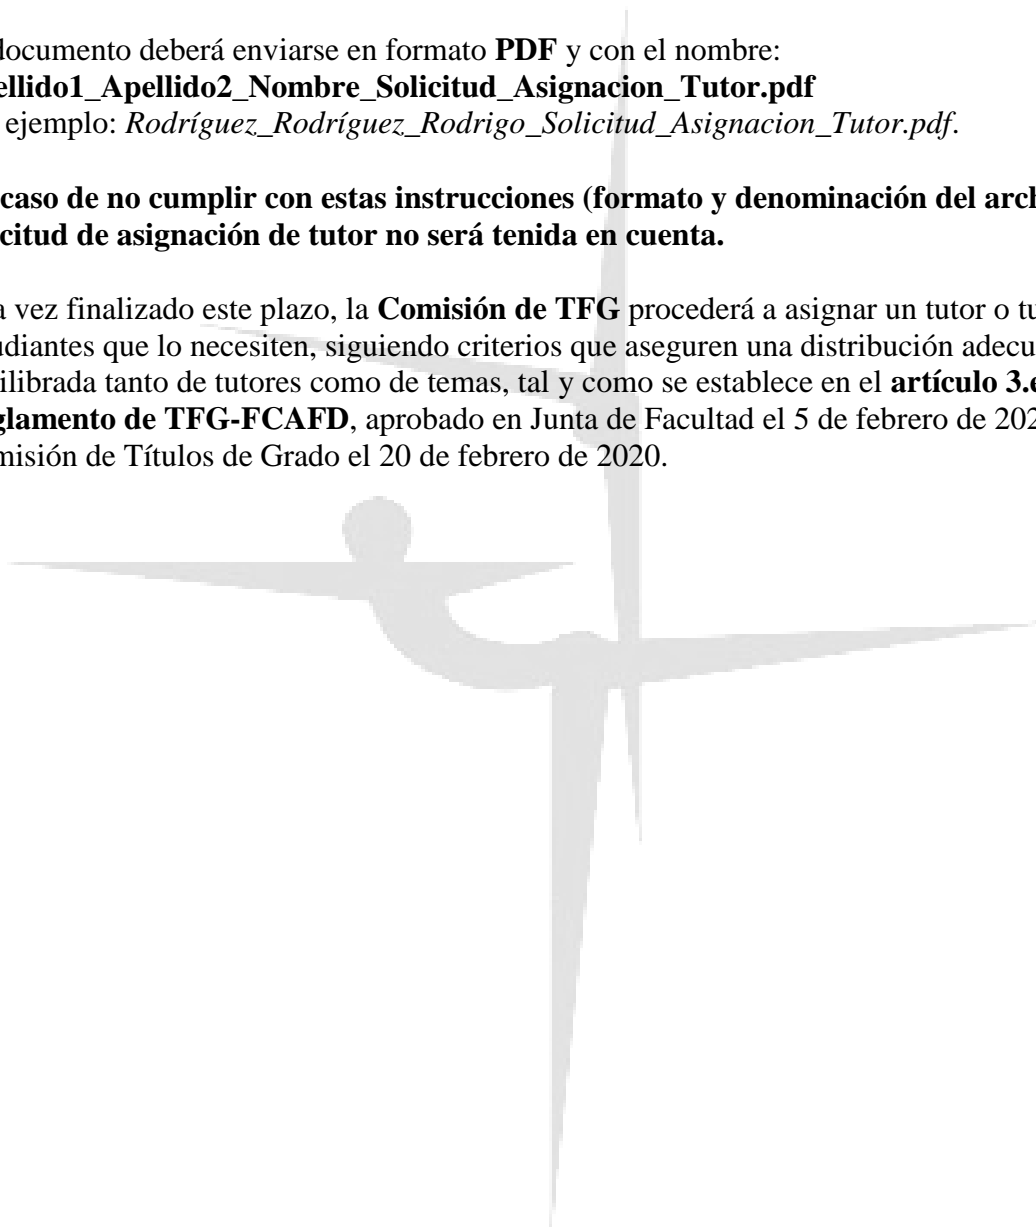 documento deberá enviarse en formato PDF y con el nombre:
ellido1_Apellido2_Nombre_Solicitud_Asignacion_Tutor.pdf
ejemplo: Rodríguez_Rodríguez_Rodrigo_Solicitud_Asignacion_Tutor.pdf.
caso de no cumplir con estas instrucciones (formato y denominación del arch
citud de asignación de tutor no será tenida en cuenta.
a vez finalizado este plazo, la Comisión de TFG procederá a asignar un tutor o tu
udiantes que lo necesiten, siguiendo criterios que aseguren una distribución adecu
ilibrada tanto de tutores como de temas, tal y como se establece en el artículo 3.e
glamento de TFG-FCAFD, aprobado en Junta de Facultad el 5 de febrero de 202
misión de Títulos de Grado el 20 de febrero de 2020.